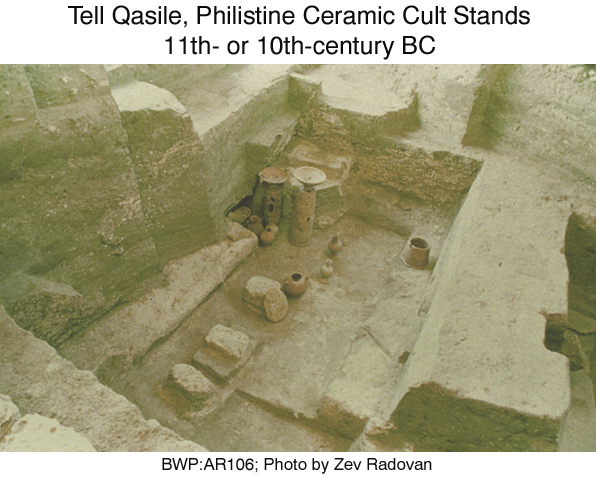 Tell Qasile, Philistine Ceramic Cult Stands
11th- or 10th-century BC
BWP:AR106; Photo by Zev Radovan